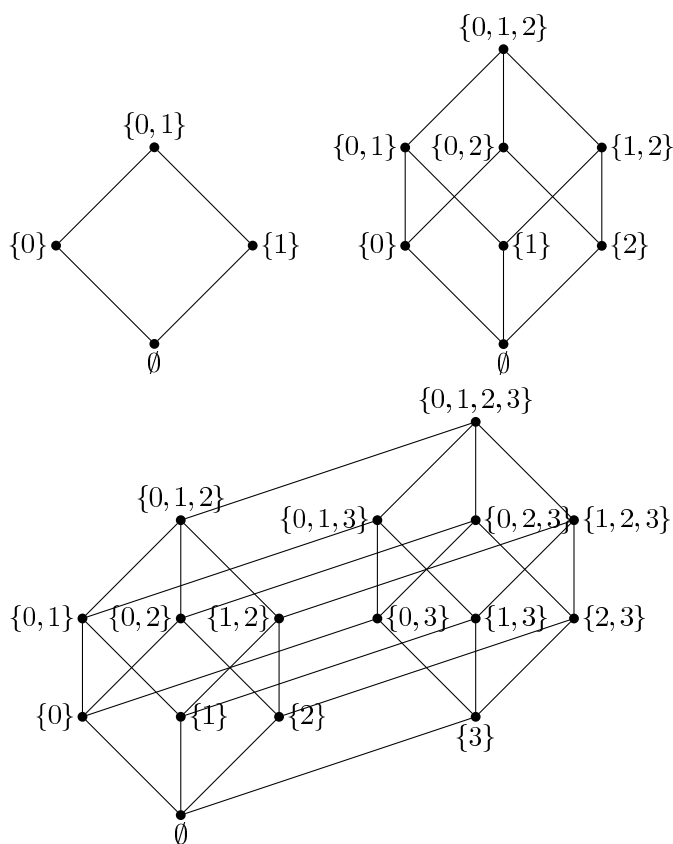 {0, 1, 2}
{0, 1}
{0, 1} {0, 2} {1, 2}
{0} {1} {0} {1} {2}
∅ ∅
{0, 1, 2, 3}
{0, 1, 2}
{0, 1, 3} {0, 2, 3} {1, 2, 3}
{0, 1} {0, 2} {1, 2} {0, 3} {1, 3} {2, 3}
{0} {1} {2}
{3}
∅